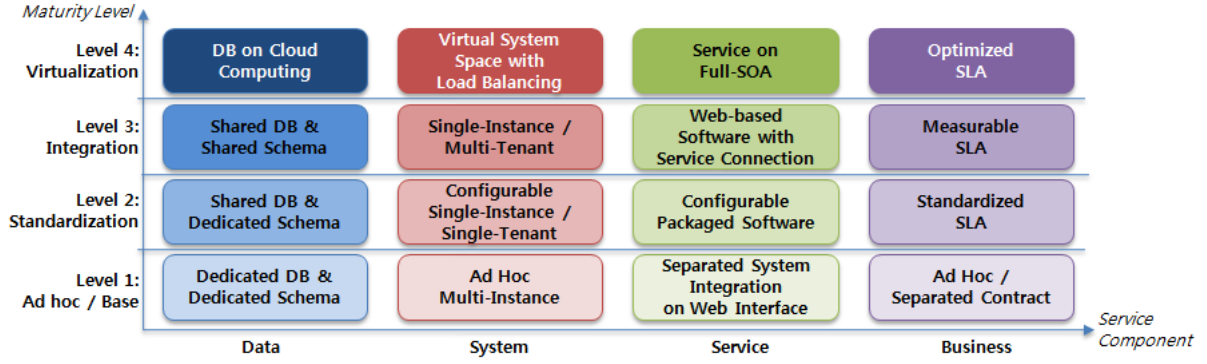 Maturity Level
Level 4:
Virtualization
DB on Cloud
Computing
Virtual System
Space with
Load Balancing
Service on
Full-SOA
Optimized
SLA
Level 3:
Integration
Shared DB &
Shared Schema
Single-Instance /
Multi-Tenant
Web-based
Software with
Service Connection
Measurable
SLA
Level 2:
Standardization
Shared DB &
Dedicated Schema
Configurable
Single-Instance /
Single-Tenant
Configurable
Packaged Software
Standardized
SLA
Level 1:
Ad hoc / Base
Dedicated DB &
Dedicated Schema
Ad Hoc
Multi-Instance
Separated System
Integration
on Web Interface
Ad Hoc /
Separated Contract
Data
System
Service
Business
Service
Component